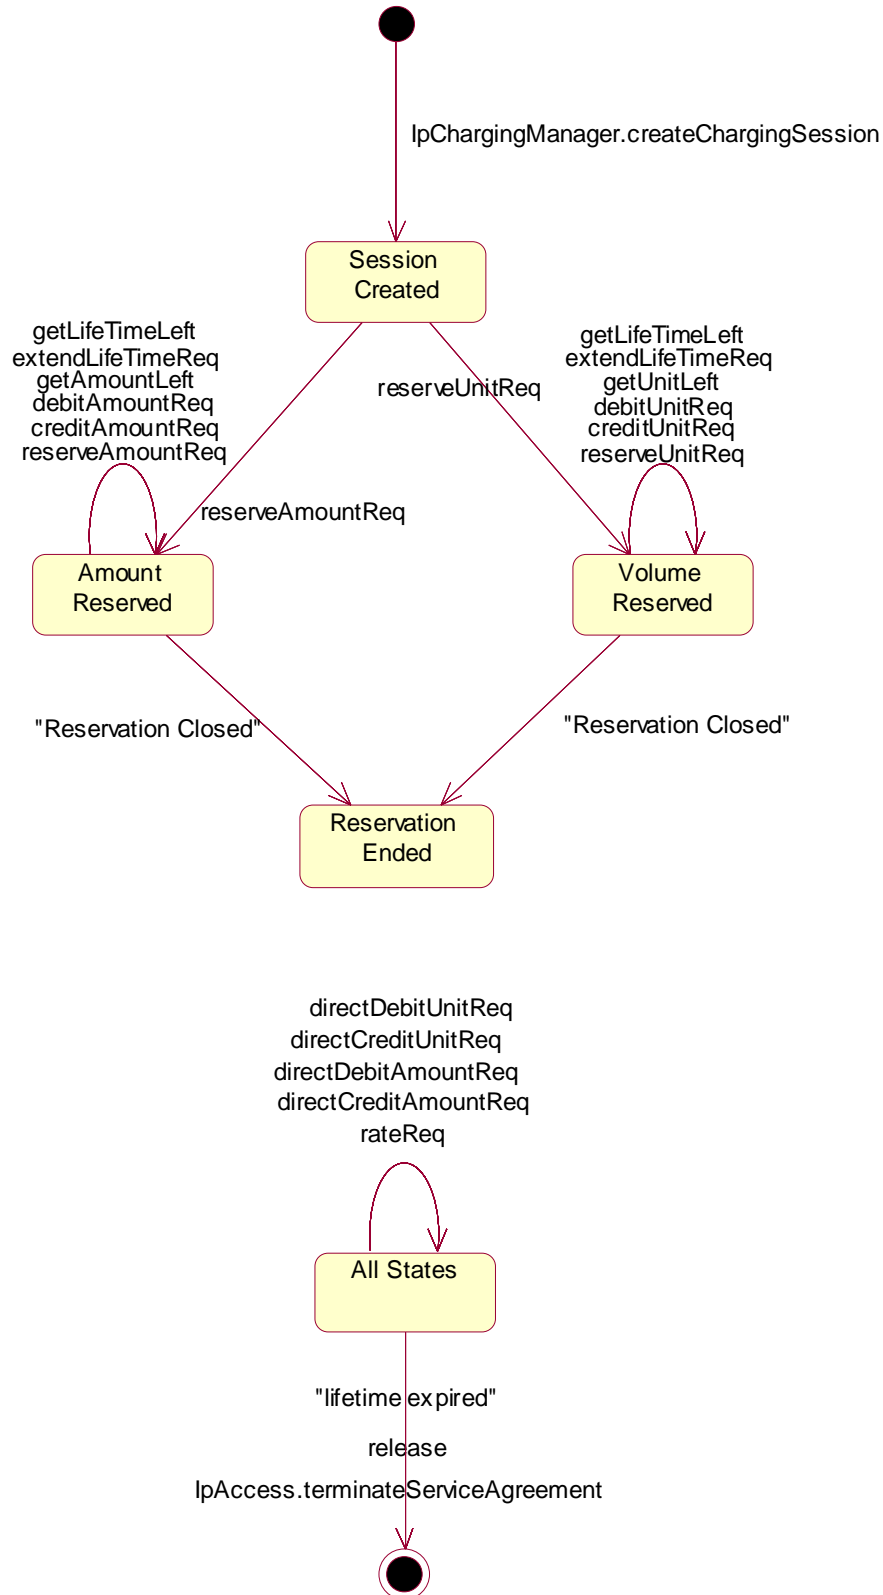 IpChargingManager.createChargingSession
Session
Created
getLifeTimeLeft
extendLifeTimeReq
getAmountLeft
debitAmountReq
creditAmountReq
reserveAmountReq
reserveUnitReq
getLifeTimeLeft
extendLifeTimeReq
getUnitLeft
debitUnitReq
creditUnitReq
reserveUnitReq
reserveAmountReq
Amount
Reserved
Volume
Reserved
"Reservation Closed"
"Reservation Closed"
Reservation
Ended
directDebitUnitReq
directCreditUnitReq
directDebitAmountReq
directCreditAmountReq
rateReq
All States
"lifetime expired"
release
IpAccess.terminateServiceAgreement